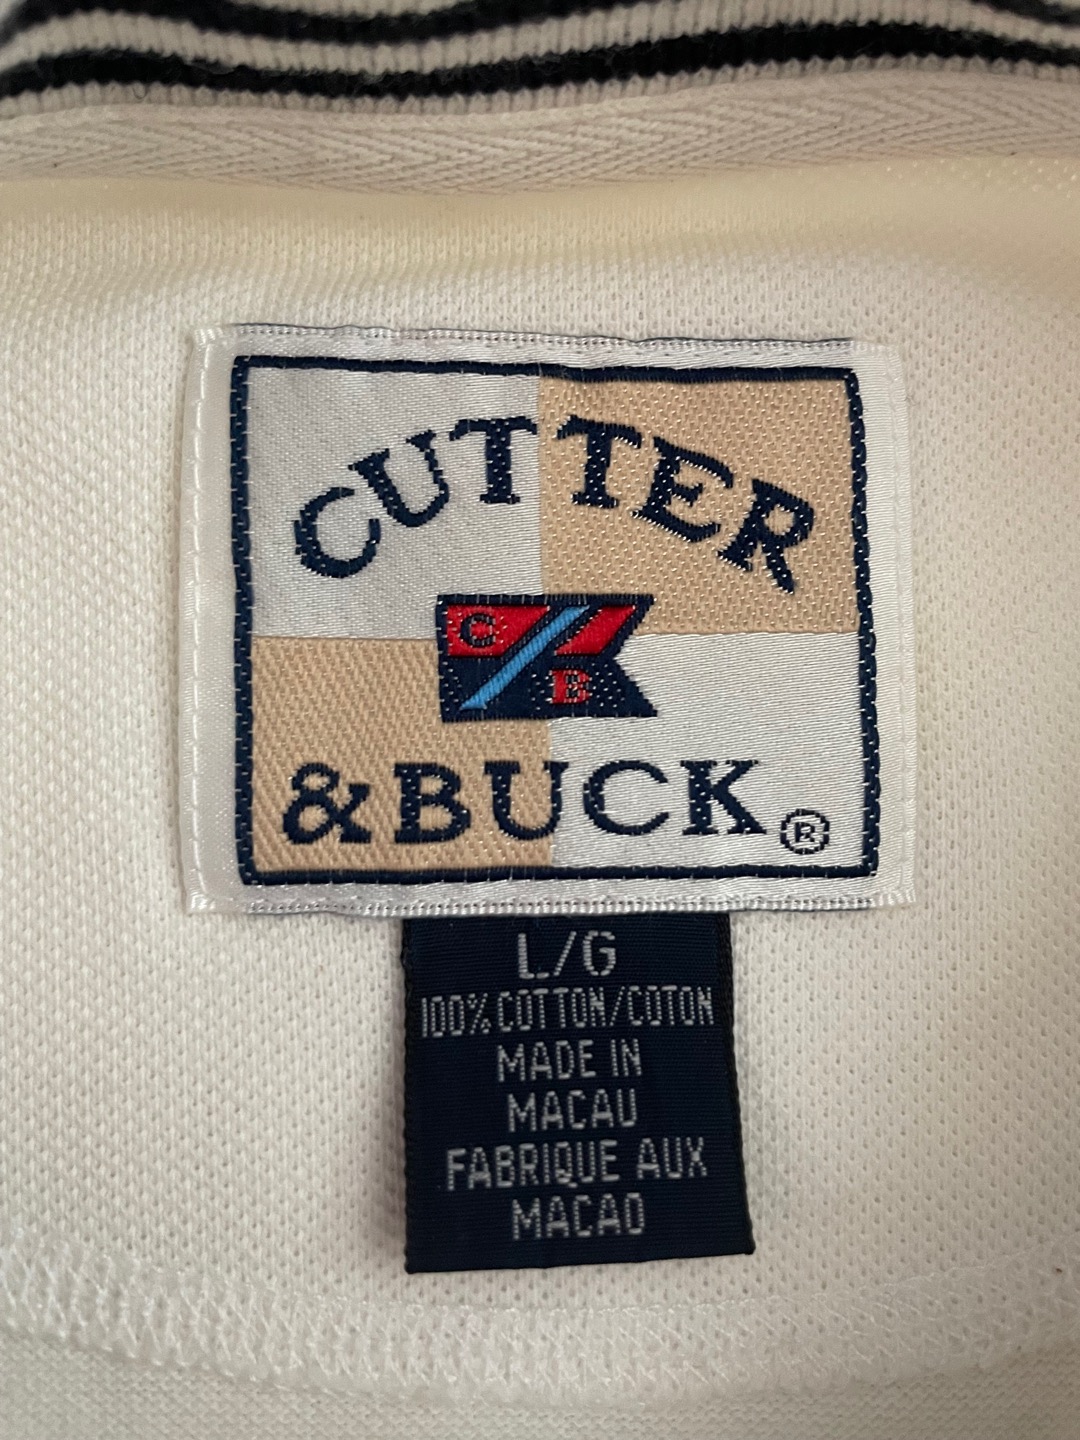 CUTTER
C
B
& BUCK®
L/G
100% COTTON/COTON
MADE IN
MACAU
FABRIQUE AUX
MACAO